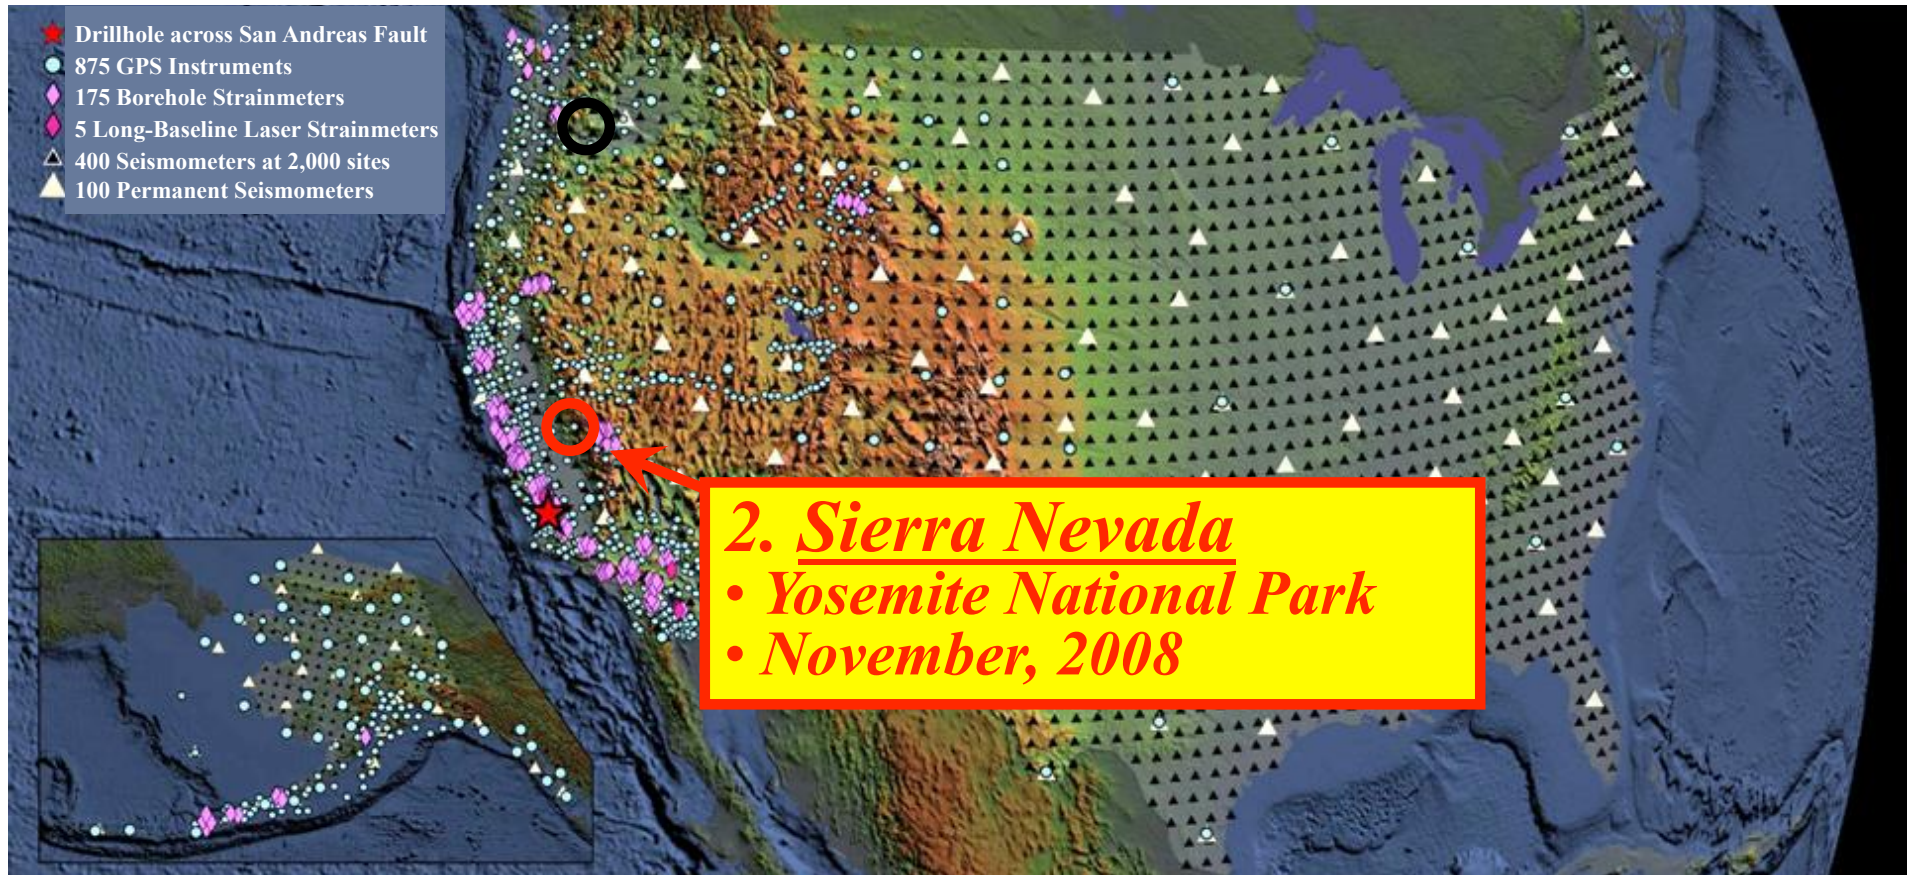 Drillhole across San Andreas Fault
875 GPS Instruments
175 Borehole Strainmeters
5 Long-Baseline Laser Strainmeters
400 Seismometers at 2,000 sites
100 Permanent Seismometers
2. Sierra Nevada
• Yosemite National Park
• November, 2008